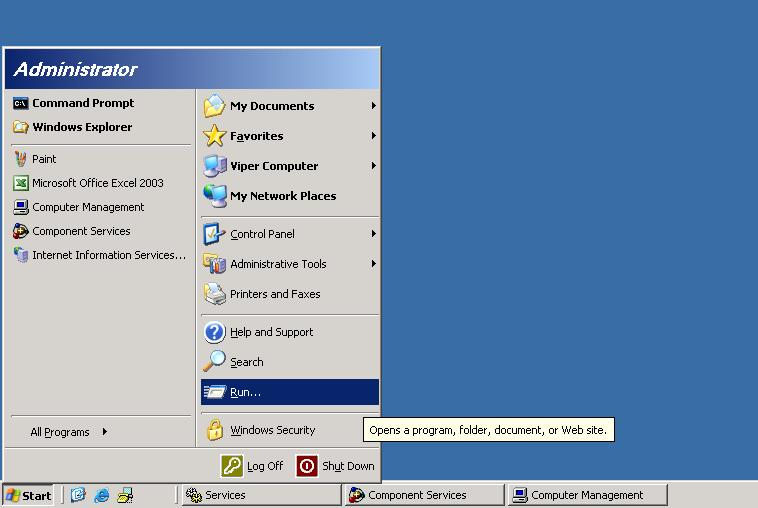 Administrator
Command Prompt
Windows Explorer
Paint
Microsoft Office Excel 2003
Computer Management
Component Services
Internet Information Services...
All Programs
My Documents
Favorites
Viper Computer
My Network Places
Control Panel
Administrative Tools
Printers and Faxes
Help and Support
Search
Run...
Windows Security
Opens a program, folder, document, or Web site.
Log Off Shut Down
Start Services Component Services Computer Management